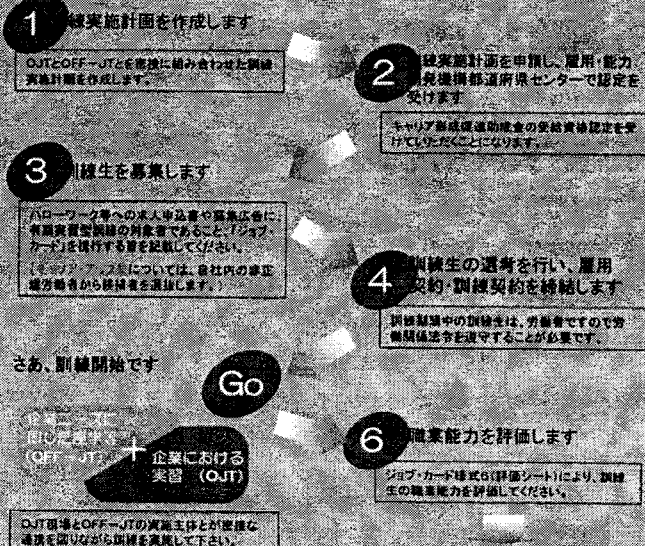 1
練実施計画を作成します
OJTとOFF-JTとを密接に組み合わせた訓練
実施計画を作成します。
2
練実施計画を申請し、雇用・能力
発機構都道府県センターで認定を
受けます
キャリア形成促進助成金の受給資格認定を受
けていただくことになります。
3
練生を募集します
ハローワーク等への求人申込書や募集広告に
有期実習型訓練の対象者であること、「ジョブ・
カード」を携行する旨を記載してください。
については、自社内の非正
規労働者から候補者を選抜します。）
4
訓練生の選考を行い、雇用
契約・訓練契約を締結します
訓練期間中の訓練生は、労働者ですので労
働関係法令を遵守することが必要です。
さあ、訓練開始です
Go
(OFF-JT)
+
企業における
実習 (OJT)
OJT現場とOFF-JTの実施主体とが密接な
連携を図りながら訓練を実施して下さい。
6
職業能力を評価します
ジョブ・カード様式6(評価シート)により、訓練
生の職業能力を評価してください。